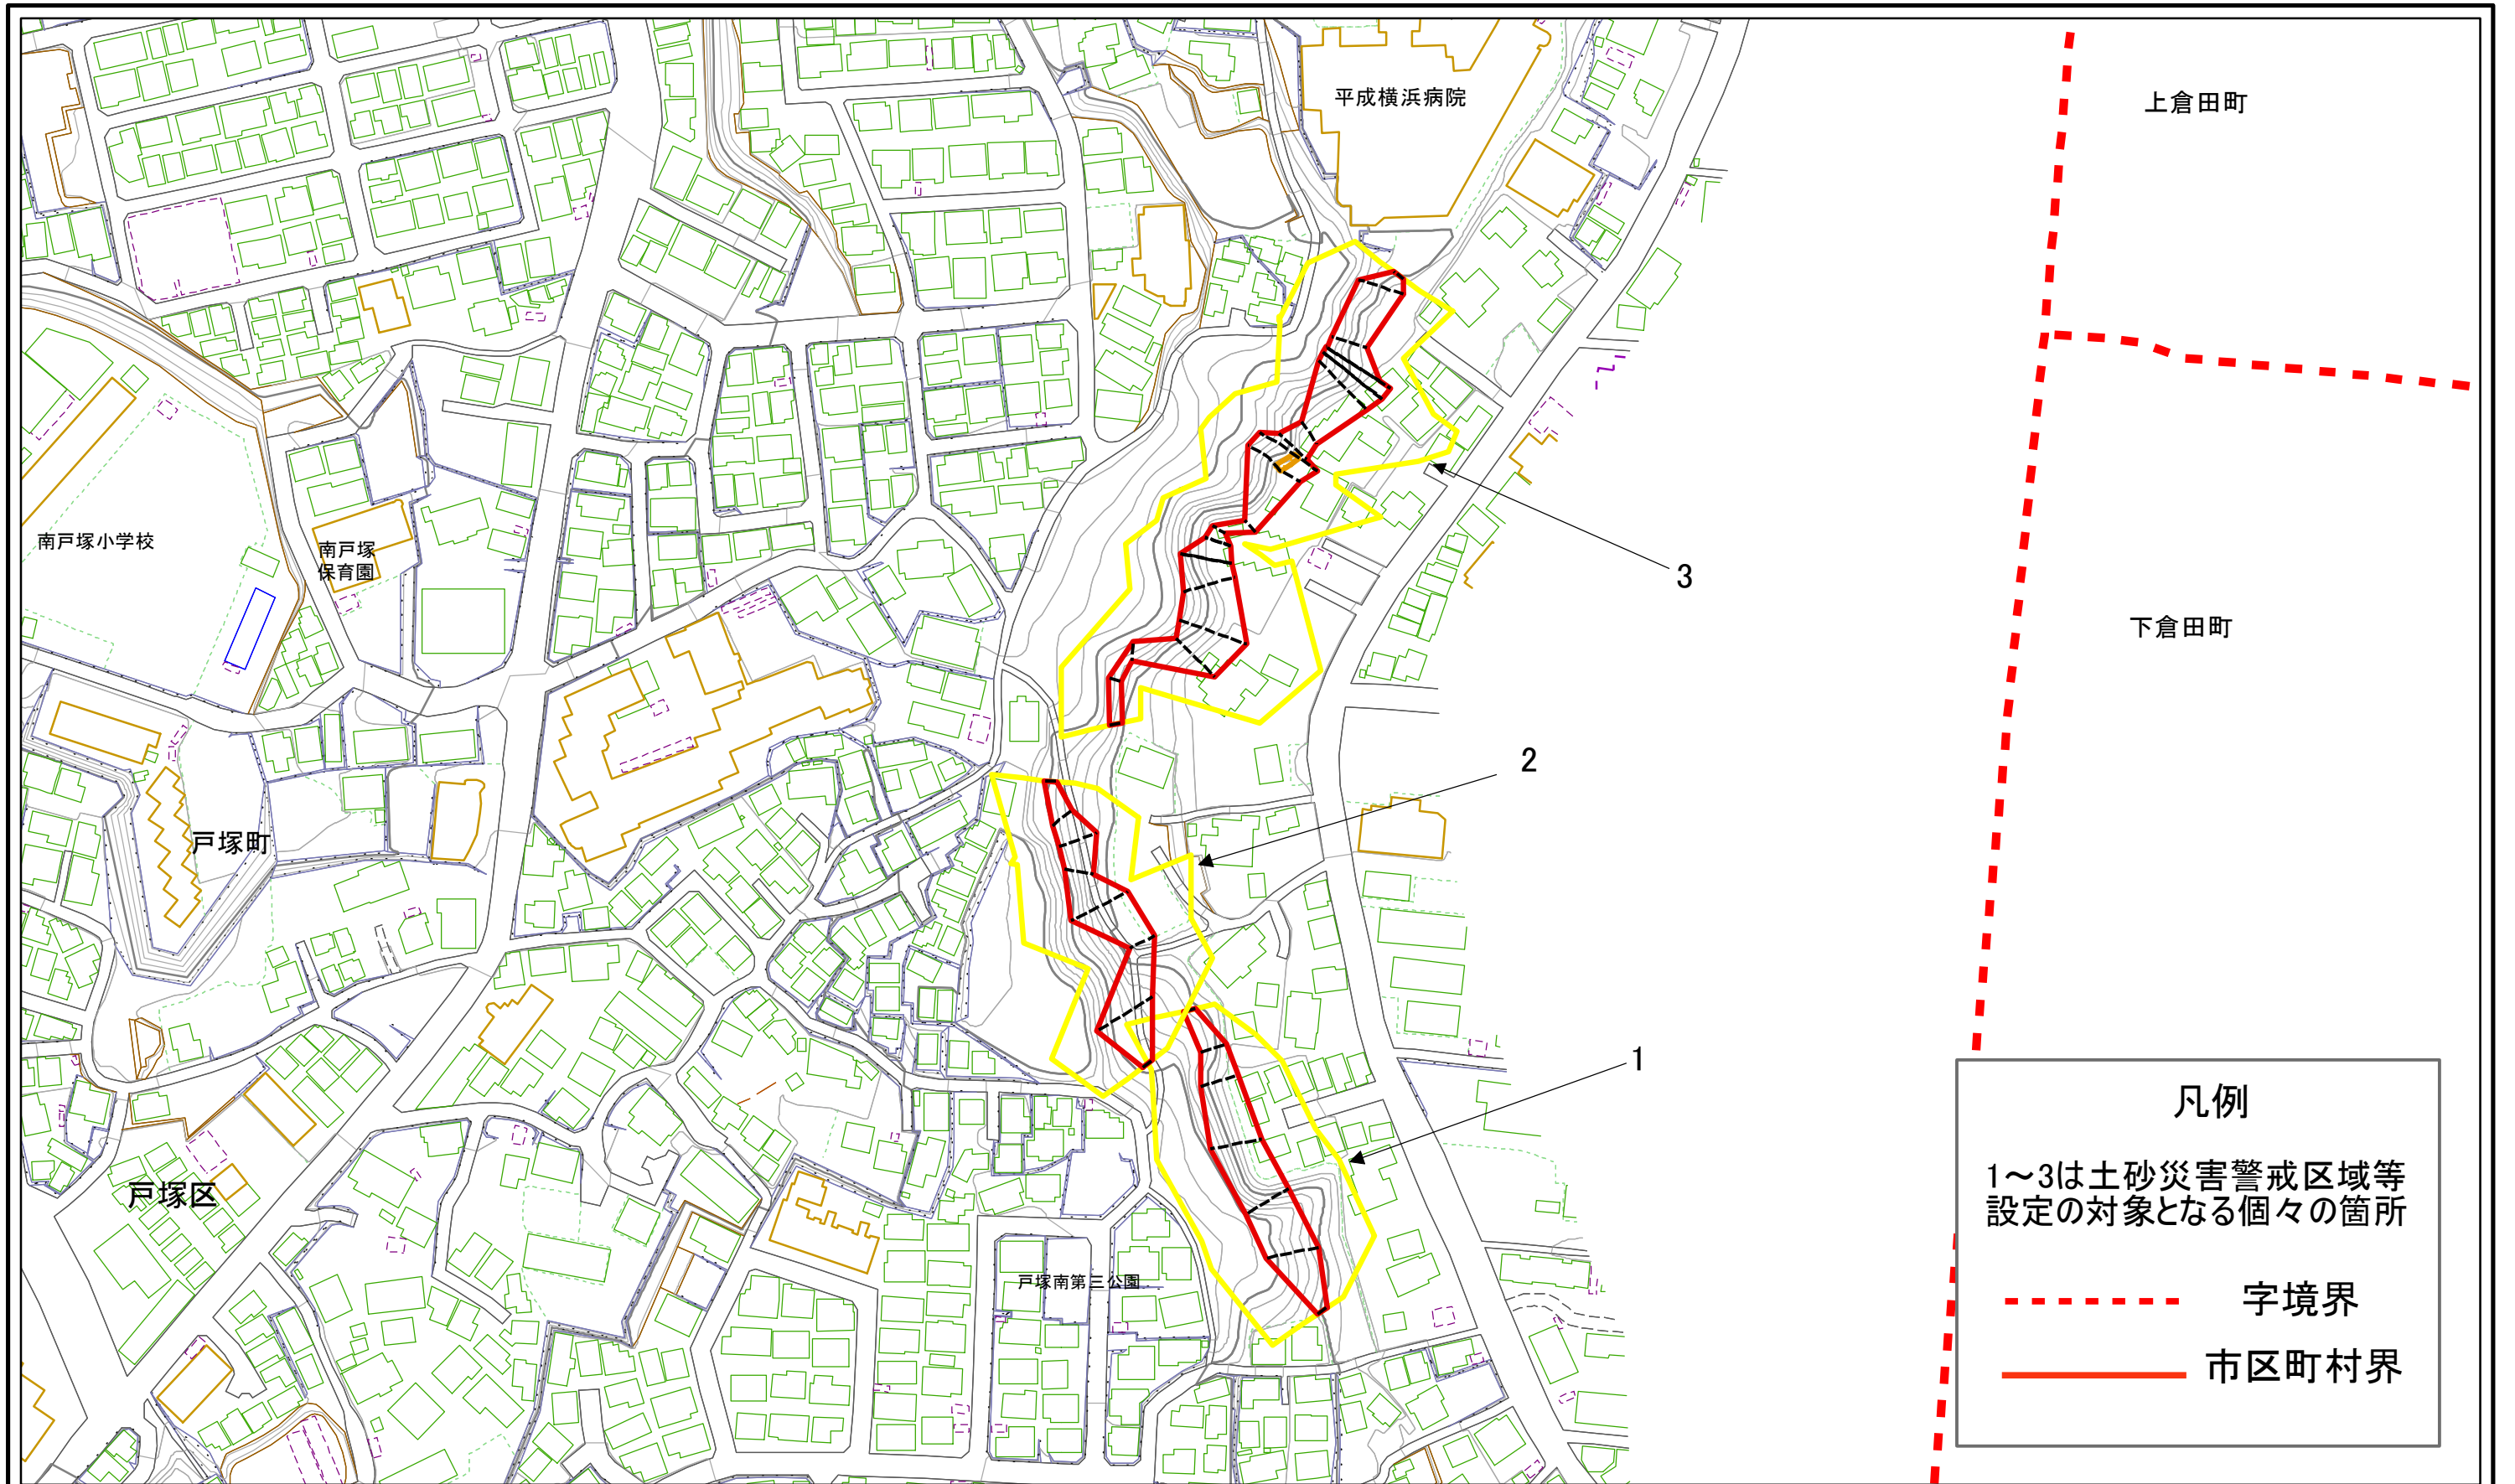 平成横浜病院
上倉田町
南戸塚小学校
南戸塚
保育園
3
下倉田町
2
戸塚町
1
戸塚区
戸塚南第三公園
凡例
1～3は土砂災害警戒区域等
設定の対象となる個々の箇所
字境界
市区町村界